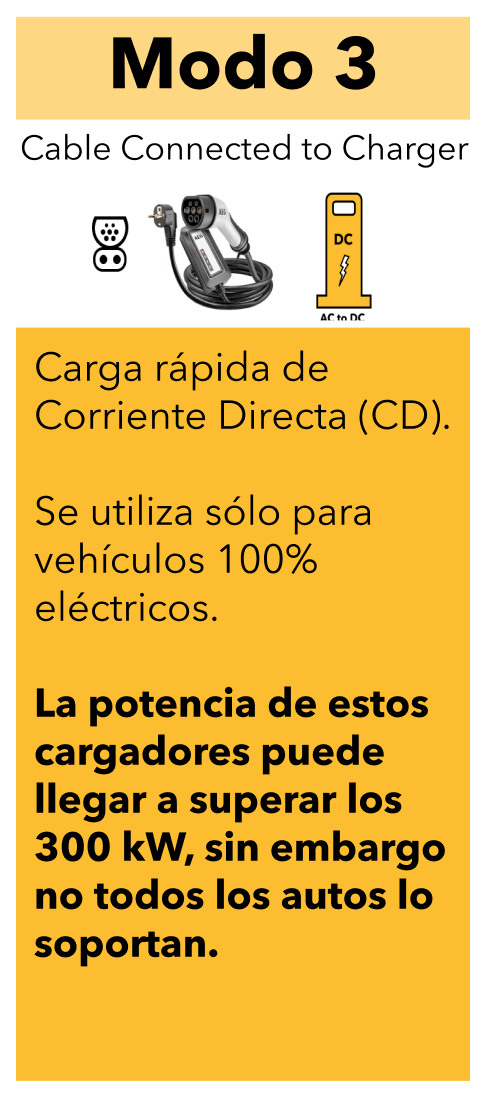 Modo 3
Cable Connected to Charger
AEG
AEG
DC
AC to DC
Carga rápida de
Corriente Directa (CD).
Se utiliza sólo para
vehículos 100%
eléctricos.
La potencia de estos
cargadores puede
llegar a superar los
300 kW, sin embargo
no todos los autos lo
soportan.